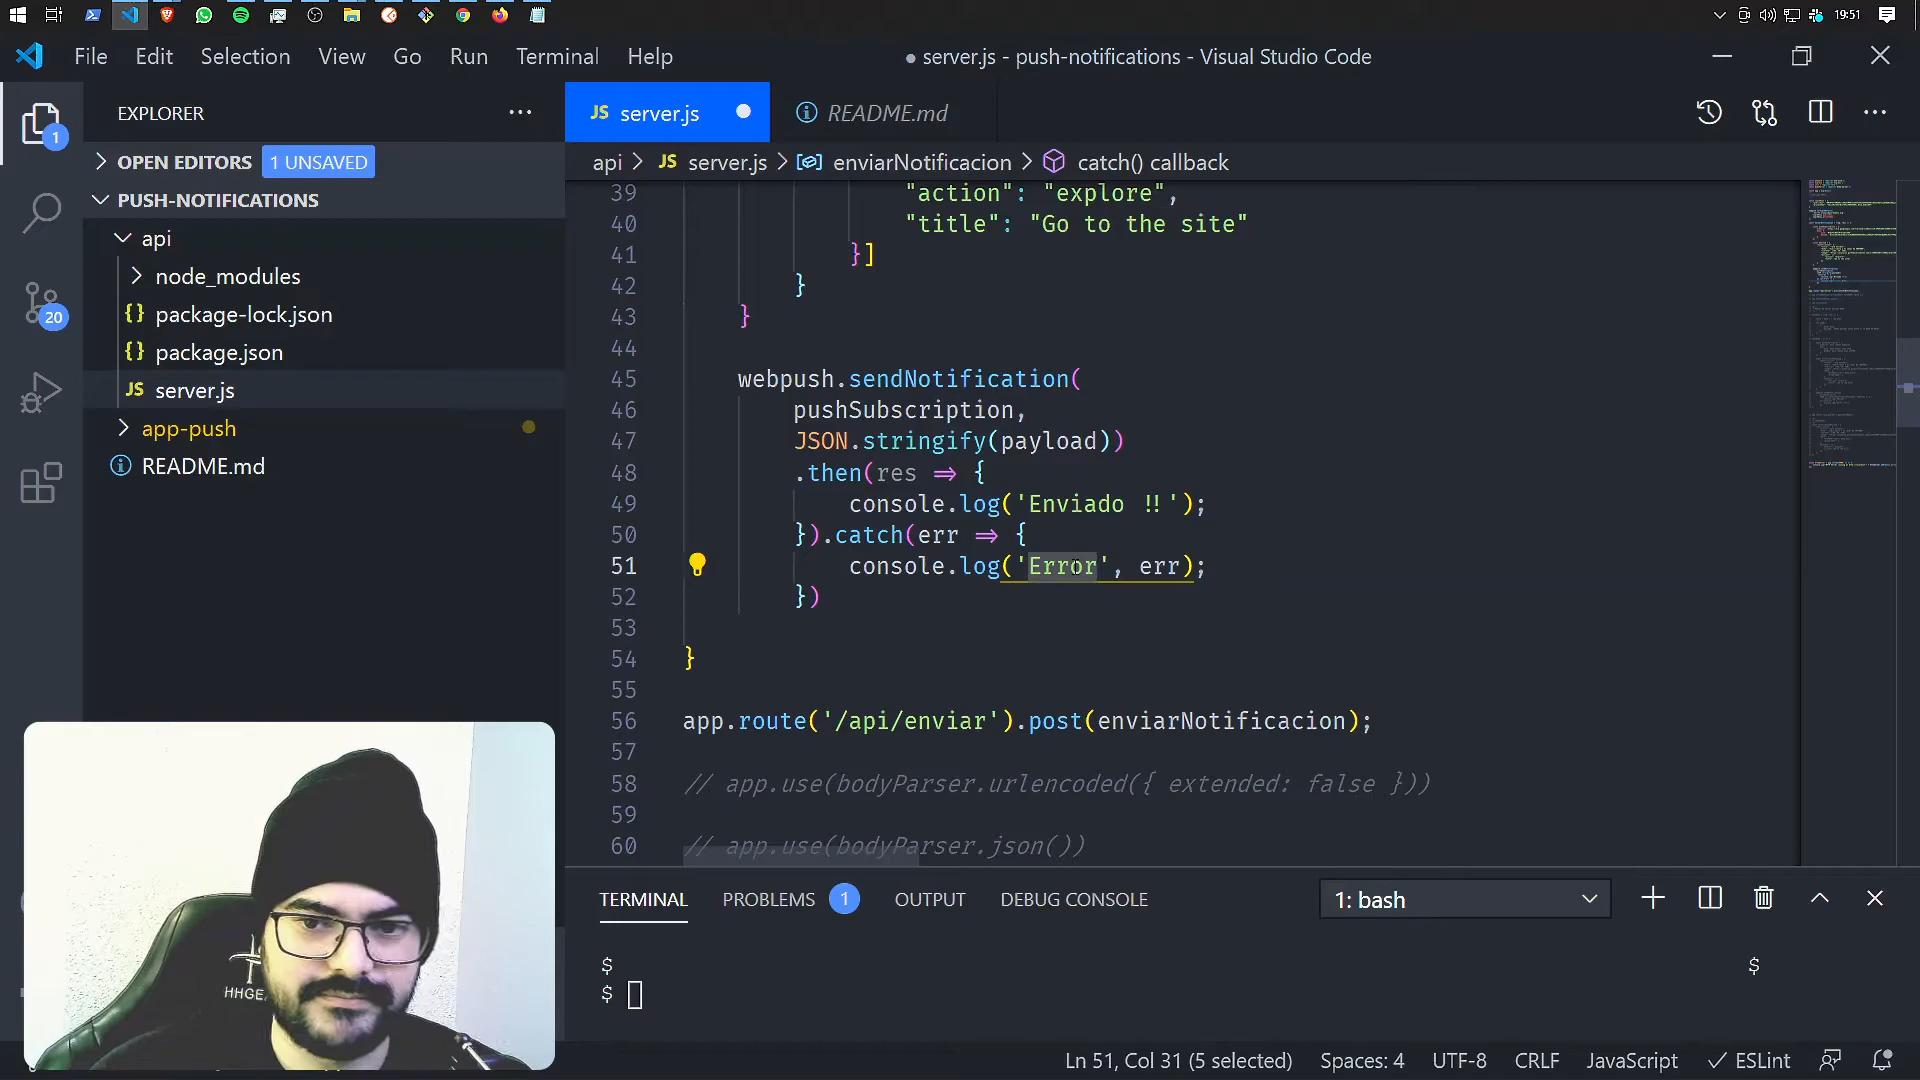 19:51
File Edit Selection View Go Run Terminal Help
● server.js - push-notifications - Visual Studio Code
EXPLORER
JS server.js
README.md
OPEN EDITORS 1 UNSAVED
api > JS server.js > enviarNotificacion > catch() callback
PUSH-NOTIFICATIONS
api
node_modules
{} package-lock.json
{} package.json
JS server.js
app-push
README.md
1
20
39 "action": "explore",
40 "title": "Go to the site"
41 }]
42 }
43 }
44
45 webpush.sendNotification(
46 pushSubscription,
47 JSON.stringify(payload))
48 .then(res => {
49 console.log('Enviado !!');
50 }).catch(err => {
51 console.log('Error', err);
52 })
53
54 }
55
56 app.route('/api/enviar').post(enviarNotificacion);
57
58 // app.use(bodyParser.urlencoded({ extended: false }))
59
60 // app.use(bodyParser.json())
TERMINAL PROBLEMS 1 OUTPUT DEBUG CONSOLE
1: bash
$ $
$
HHGE
Ln 51, Col 31 (5 selected) Spaces: 4 UTF-8 CRLF JavaScript ESLint